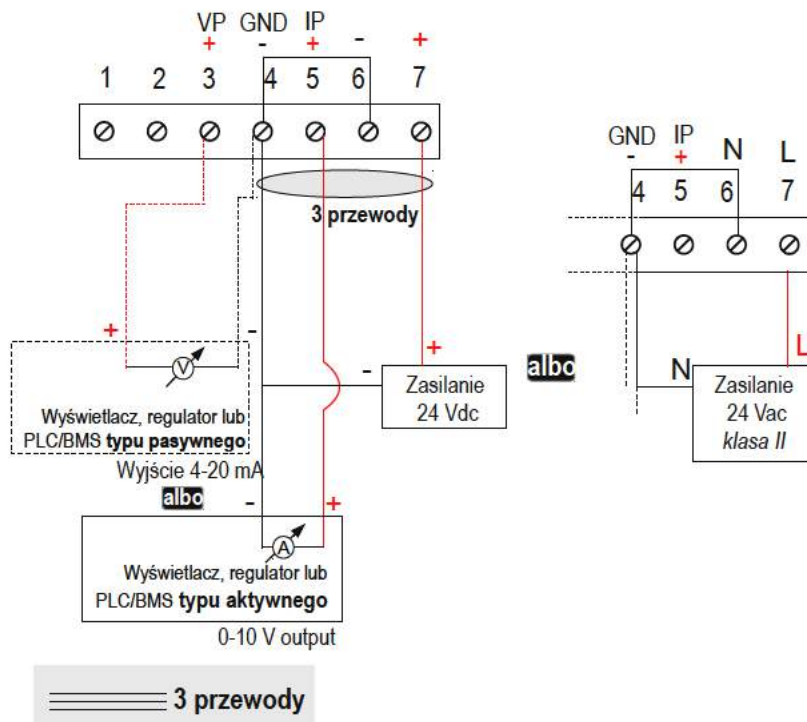 VP GND IP
+ - + - +
1 2 3 4 5 6 7
3 przewody
+ - - +
V
Wyświetlacz, regulator lub
PLC/BMS typu pasywnego
Wyjście 4-20 mA
albo
- +
A
Wyświetlacz, regulator lub
PLC/BMS typu aktywnego
0-10 V output
Zasilanie
24 Vdc
albo
GND IP N L
- +
4 5 6 7
N L
Zasilanie
24 Vac
klasa II
3 przewody